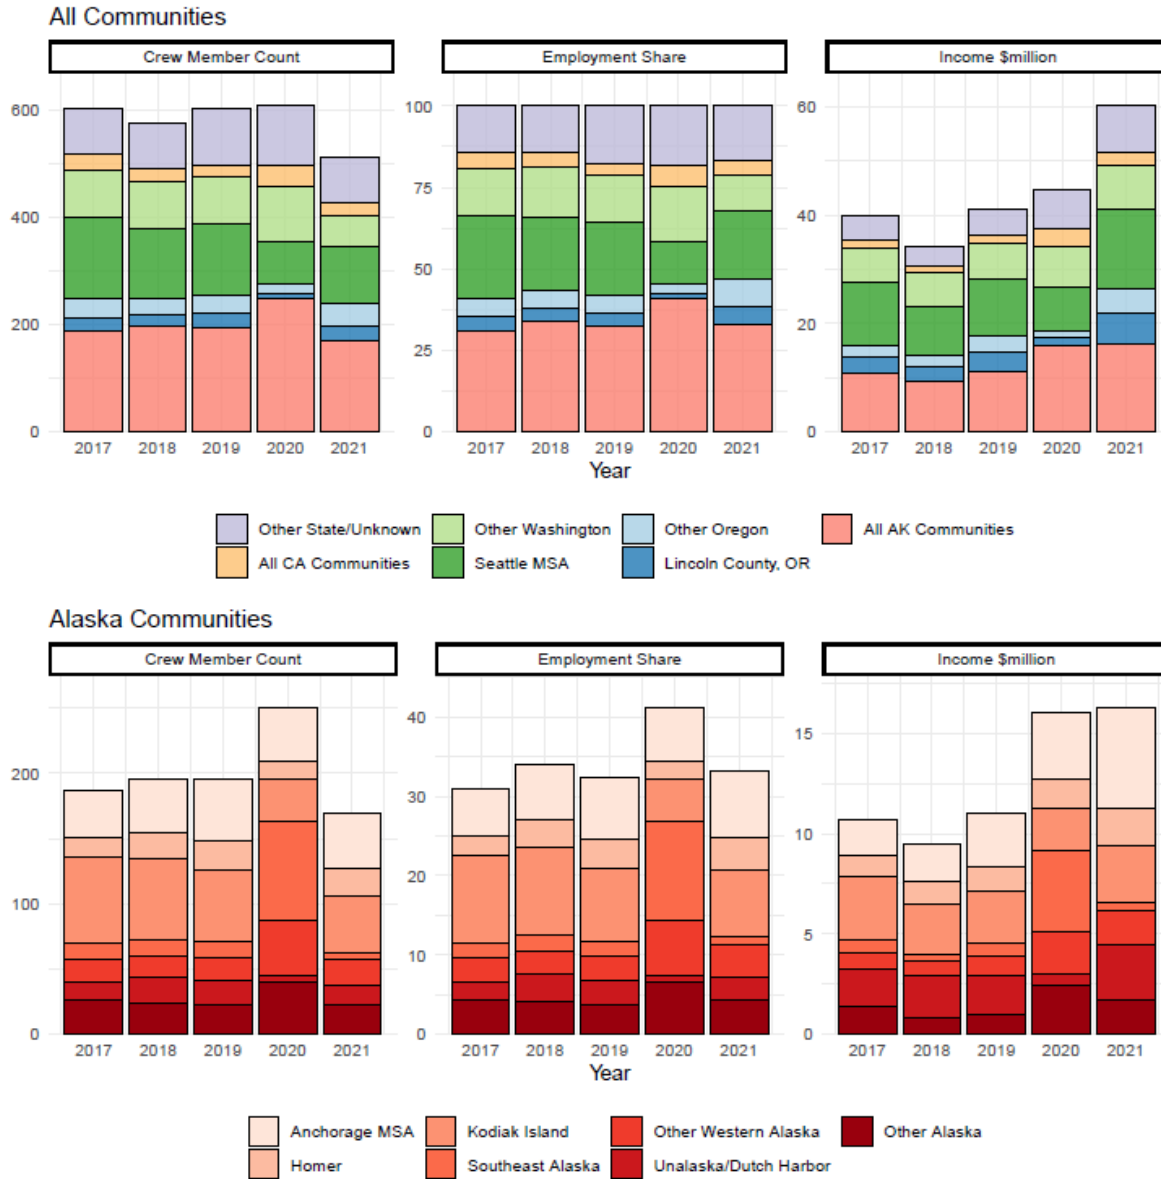 All Communities
Crew Member Count
Employment Share
Income $million
600
400
200
0
100
75
50
25
0
60
40
20
0
2017 2018 2019 2020 2021
2017 2018 2019 2020 2021
2017 2018 2019 2020 2021
Year
Other State/Unknown Other Washington Other Oregon All AK Communities
All CA Communities Seattle MSA Lincoln County, OR
Alaska Communities
Crew Member Count
Employment Share
Income $million
200
100
0
40
30
20
10
0
15
10
5
0
2017 2018 2019 2020 2021
2017 2018 2019 2020 2021
2017 2018 2019 2020 2021
Year
Anchorage MSA Kodiak Island Other Western Alaska Other Alaska
Homer Southeast Alaska Unalaska/Dutch Harbor